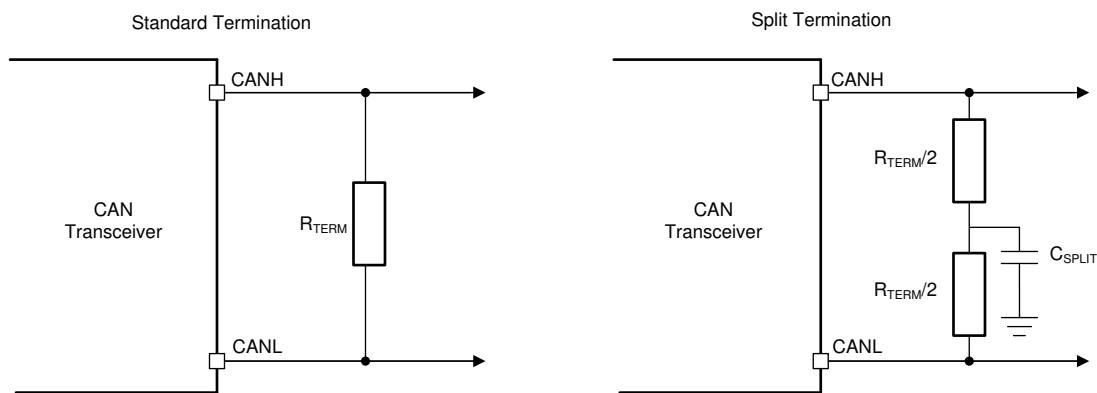 Standard Termination
CANH
CAN
Transceiver
RTERM
CANL
Split Termination
CANH
RTERM/2
CAN
Transceiver
CSPLIT
RTERM/2
CANL